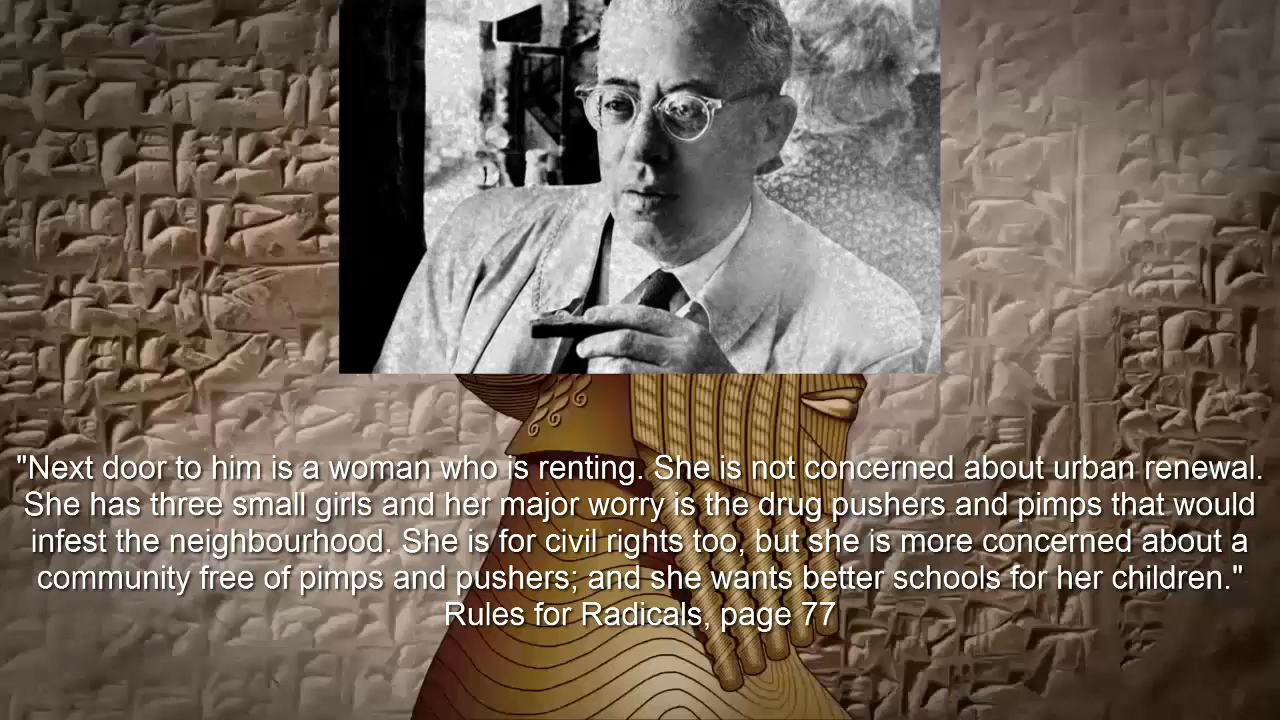 "Next door to him is a woman who is renting. She is not concerned about urban renewal.
She has three small girls and her major worry is the drug pushers and pimps that would
infest the neighbourhood. She is for civil rights too, but she is more concerned about a
community free of pimps and pushers; and she wants better schools for her children."
Rules for Radicals, page 77